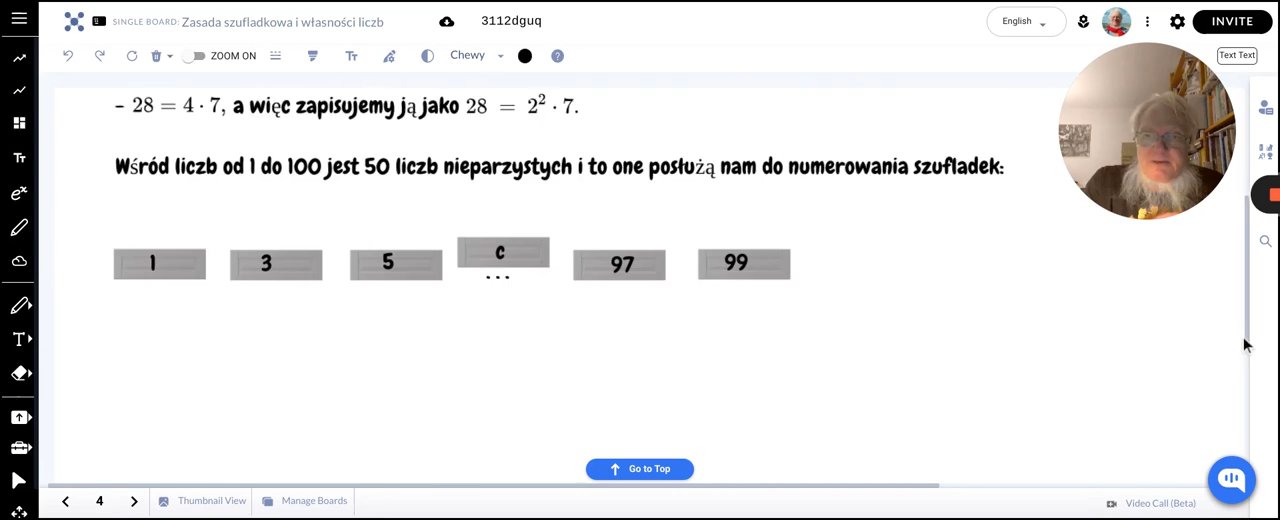 SINGLE BOARD: Zasada szufladkowa i własności liczb
3112dguq
English
INVITE
ZOOM ON
Chewy
Text Text
- 28 = 4 · 7, a więc zapisujemy ją jako 28 = 2² · 7.
Wśród liczb od 1 do 100 jest 50 liczb nieparzystych i to one posłużą nam do numerowania szufladek:
1 3 5 c 97 99
...
Go to Top
4
Thumbnail View
Manage Boards
Video Call (Beta)